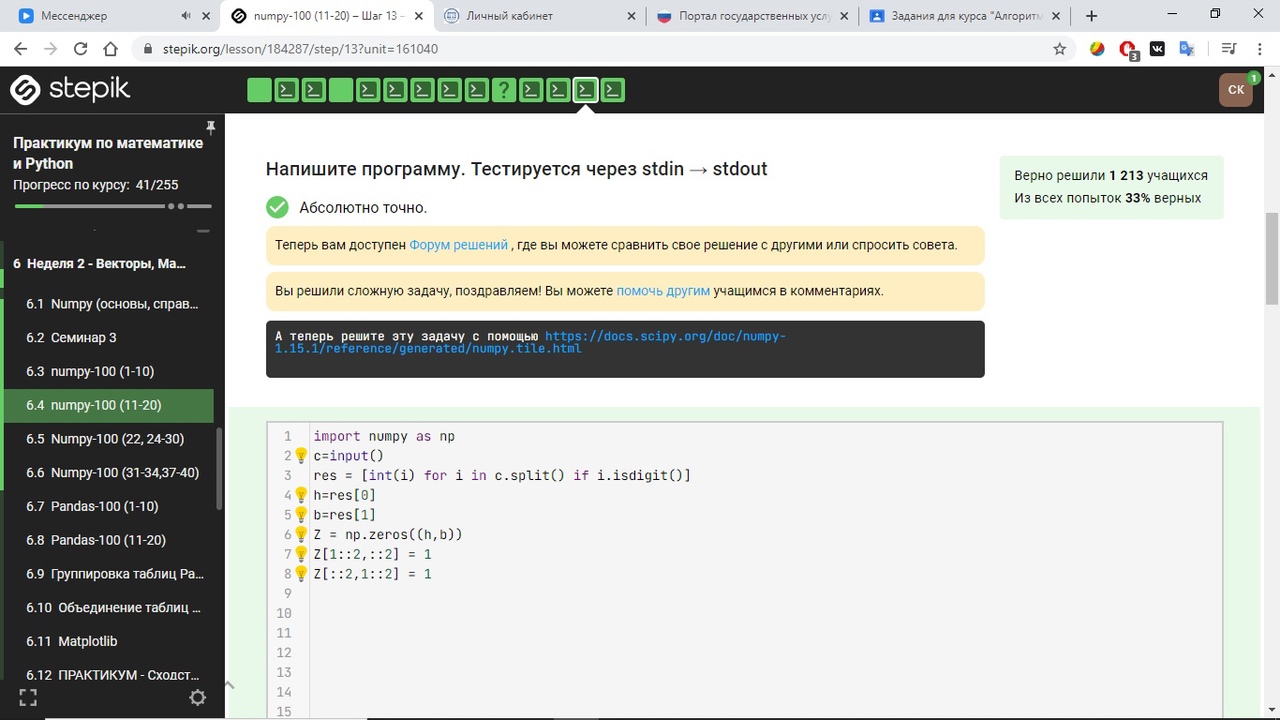 Мессенджер
numpy-100 (11-20) – Шаг 13 –
Личный кабинет
Портал государственных услу
Задания для курса "Алгоритм
stepik.org/lesson/184287/step/13?unit=161040
3
stepik
?
СК
1
Практикум по математике
и Python
Прогресс по курсу: 41/255
6 Неделя 2 - Векторы, Ма...
6.1 Numpy (основы, справ...
6.2 Семинар 3
6.3 numpy-100 (1-10)
6.4 numpy-100 (11-20)
6.5 Numpy-100 (22, 24-30)
6.6 Numpy-100 (31-34,37-40)
6.7 Pandas-100 (1-10)
6.8 Pandas-100 (11-20)
6.9 Группировка таблиц Pa...
6.10 Объединение таблиц ...
6.11 Matplotlib
6.12 ПРАКТИКУМ - Сходст...
Напишите программу. Тестируется через stdin → stdout
Абсолютно точно.
Теперь вам доступен Форум решений , где вы можете сравнить свое решение с другими или спросить совета.
Вы решили сложную задачу, поздравляем! Вы можете помочь другим учащимся в комментариях.
А теперь решите эту задачу с помощью https://docs.scipy.org/doc/numpy-
1.15.1/reference/generated/numpy.tile.html
Верно решили 1 213 учащихся
Из всех попыток 33% верных
1 import numpy as np
2 c=input()
3 res = [int(i) for i in c.split() if i.isdigit()]
4 h=res[0]
5 b=res[1]
6 Z = np.zeros((h,b))
7 Z[1::2,::2] = 1
8 Z[::2,1::2] = 1
9
10
11
12
13
14
15